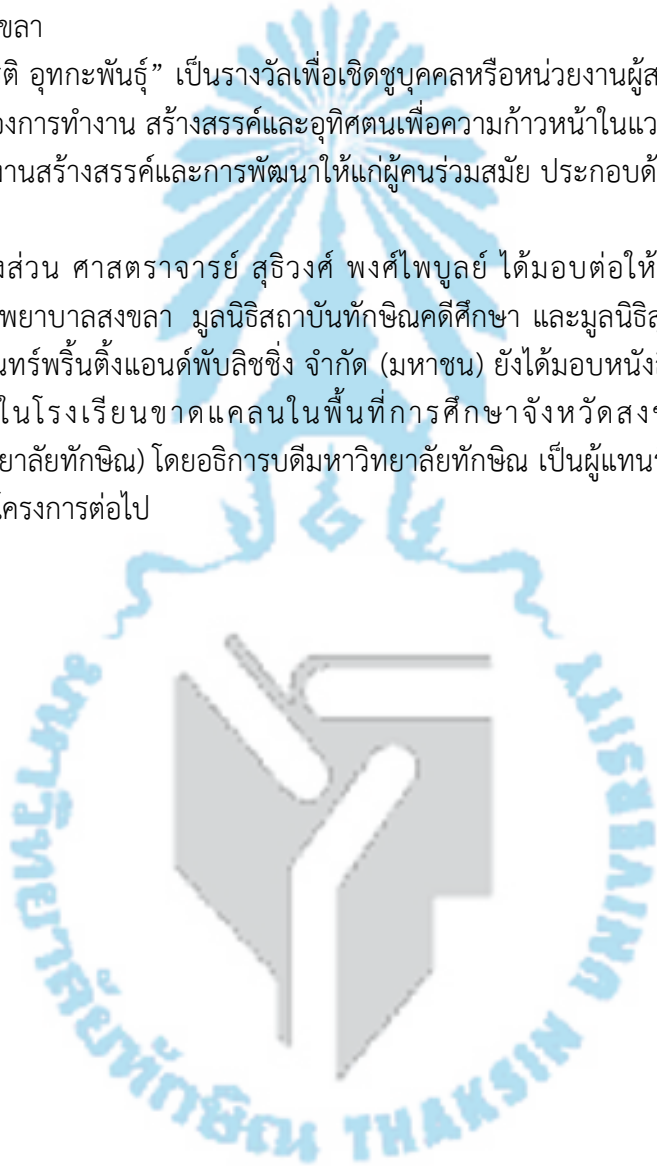 ขลา
ติ อุทกะพันธุ์” เป็นรางวัลเพื่อเชิดชูบุคคลหรือหน่วยงานผู้ส
องการทำงาน สร้างสรรค์และอุทิศตนเพื่อความก้าวหน้าในแว
งานสร้างสรรค์และการพัฒนาให้แก่ผู้คนร่วมสมัย ประกอบด้
งส่วน ศาสตราจารย์ สุธิวงศ์ พงศ์ไพบูลย์ ได้มอบต่อให้
พยาบาลสงขลา มูลนิธิสถาบันทักษิณคดีศึกษา และมูลนิธิส
นทร์พริ้นติ้งแอนด์พับลิชชิ่ง จำกัด (มหาชน) ยังได้มอบหนังสื
ในโรงเรียนขาดแคลนในพื้นที่การศึกษาจังหวัดสงข
ยาลัยทักษิณ) โดยอธิการบดีมหาวิทยาลัยทักษิณ เป็นผู้แทนร
โครงการต่อไป
มหาวิทยาลัยทักษิณ THAKSIN UNIVERSITY